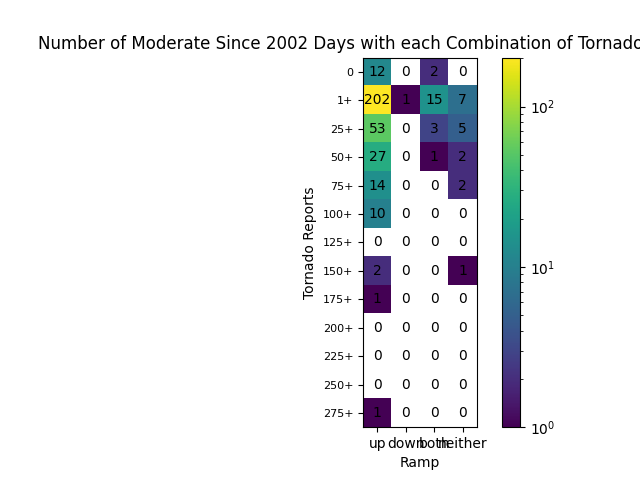 Number of Moderate Since 2002 Days with each Combination of Tornado
0 12 0 2 0
1+ 202 1 15 7
25+ 53 0 3 5
50+ 27 0 1 2
75+ 14 0 0 2
100+ 10 0 0 0
125+ 0 0 0 0
150+ 2 0 0 1
175+ 1 0 0 0
200+ 0 0 0 0
225+ 0 0 0 0
250+ 0 0 0 0
275+ 1 0 0 0
Tornado Reports
up down both neither
Ramp
10²
10¹
10⁰